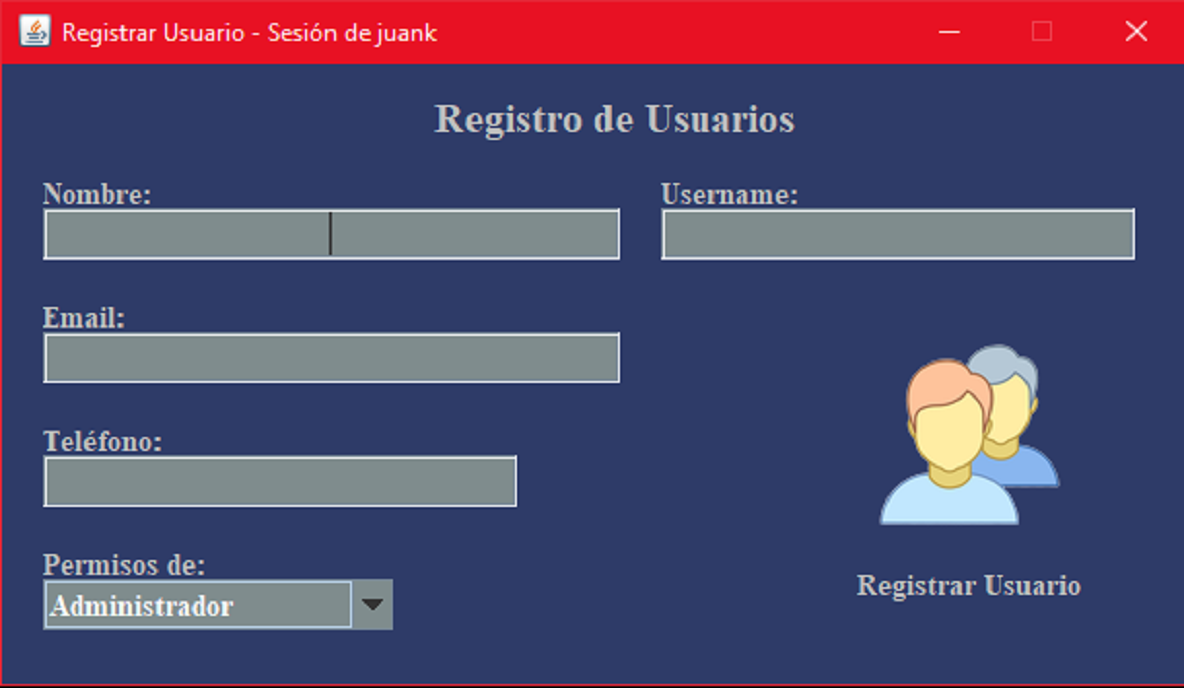 Registrar Usuario - Sesión de juank
Registro de Usuarios
Nombre:
Username:
Email:
Teléfono:
Permisos de:
Administrador
Registrar Usuario